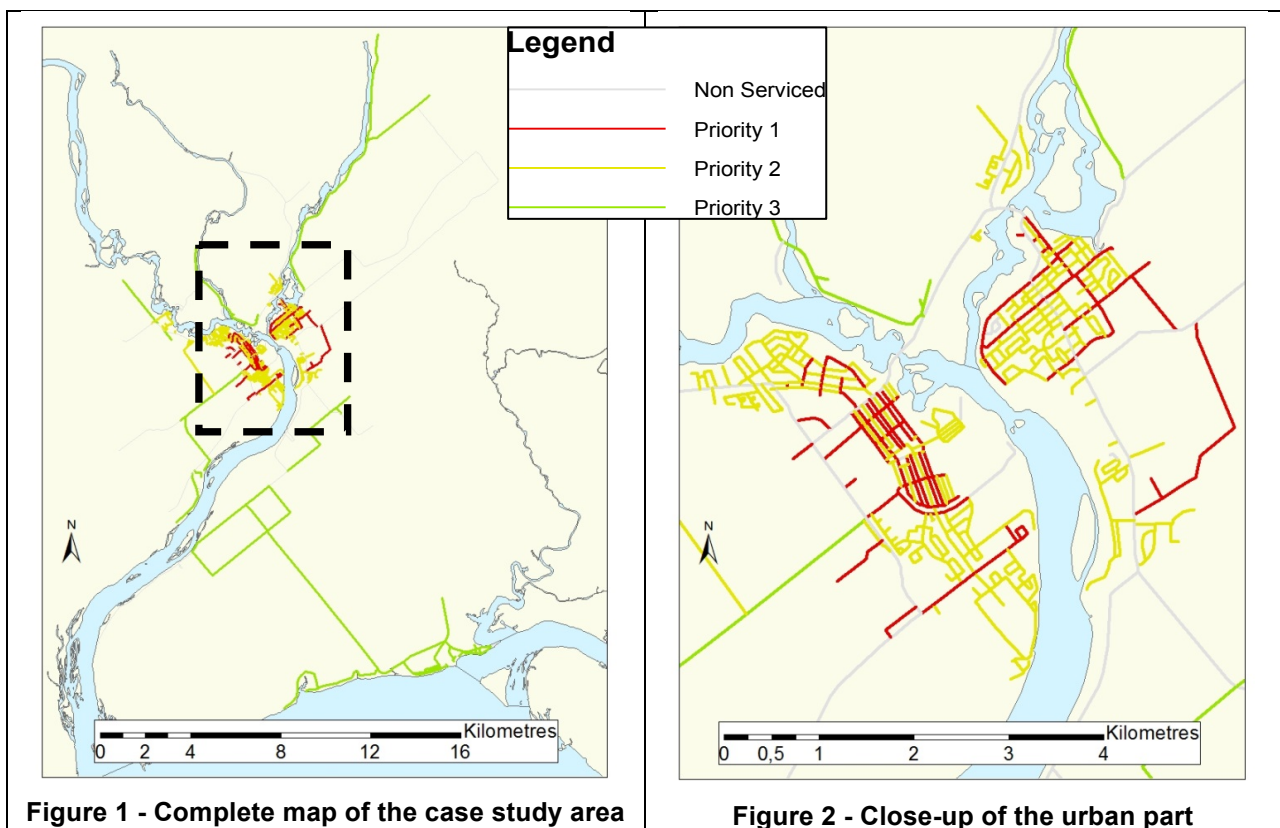 Legend
Non Serviced
Priority 1
Priority 2
Priority 3
N
Kilometres
0 2 4 8 12 16
Figure 1 - Complete map of the case study area
N
Kilometres
0 0,5 1 2 3 4
Figure 2 - Close-up of the urban part